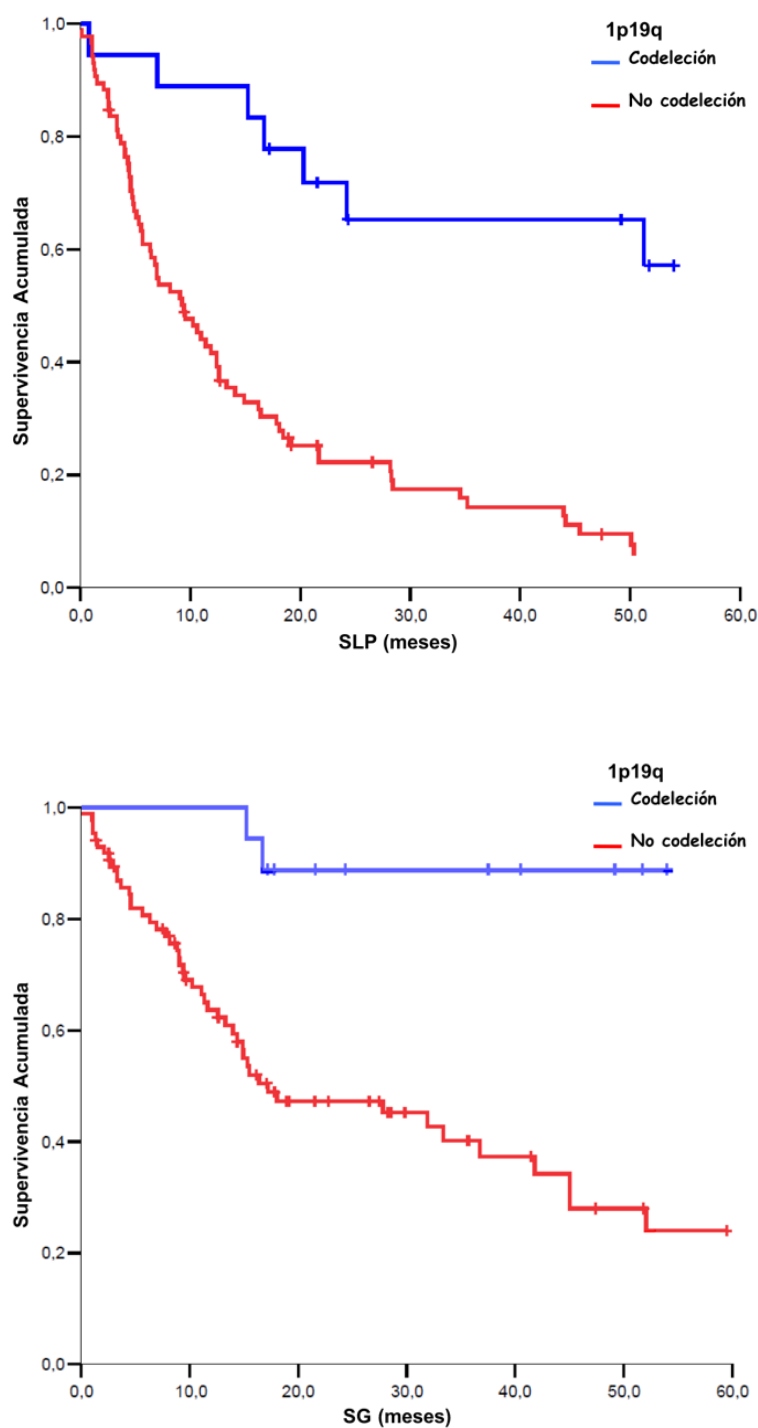 1p19q
Codeleción
No codeleción
Supervivencia Acumulada
1,0
0,8
0,6
0,4
0,2
0,0
0,0 10,0 20,0 30,0 40,0 50,0 60,0
SLP (meses)
1p19q
Codeleción
No codeleción
Supervivencia Acumulada
1,0
0,8
0,6
0,4
0,2
0,0
0,0 10,0 20,0 30,0 40,0 50,0 60,0
SG (meses)